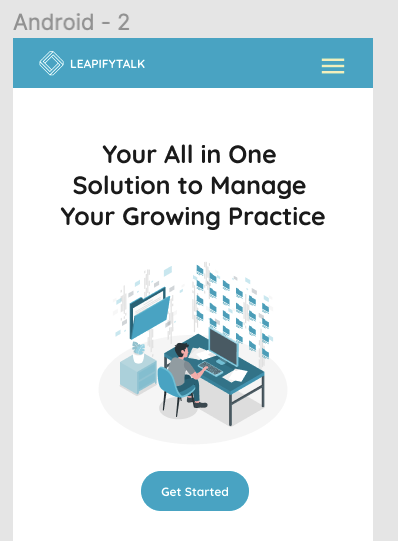 Android - 2
LEAPIFYTALK
Your All in One
Solution to Manage
Your Growing Practice
Get Started